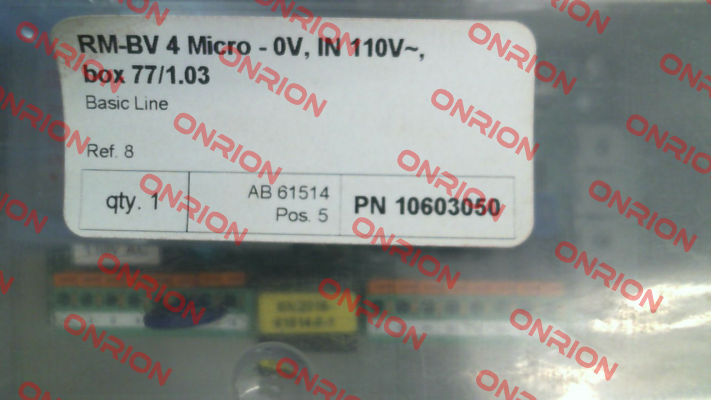 RM-BV 4 Micro - 0V, IN 110V~,
box 77/1.03
Basic Line
Ref. 8
qty. 1
AB 61514
Pos. 5
PN 10603050
ONRION